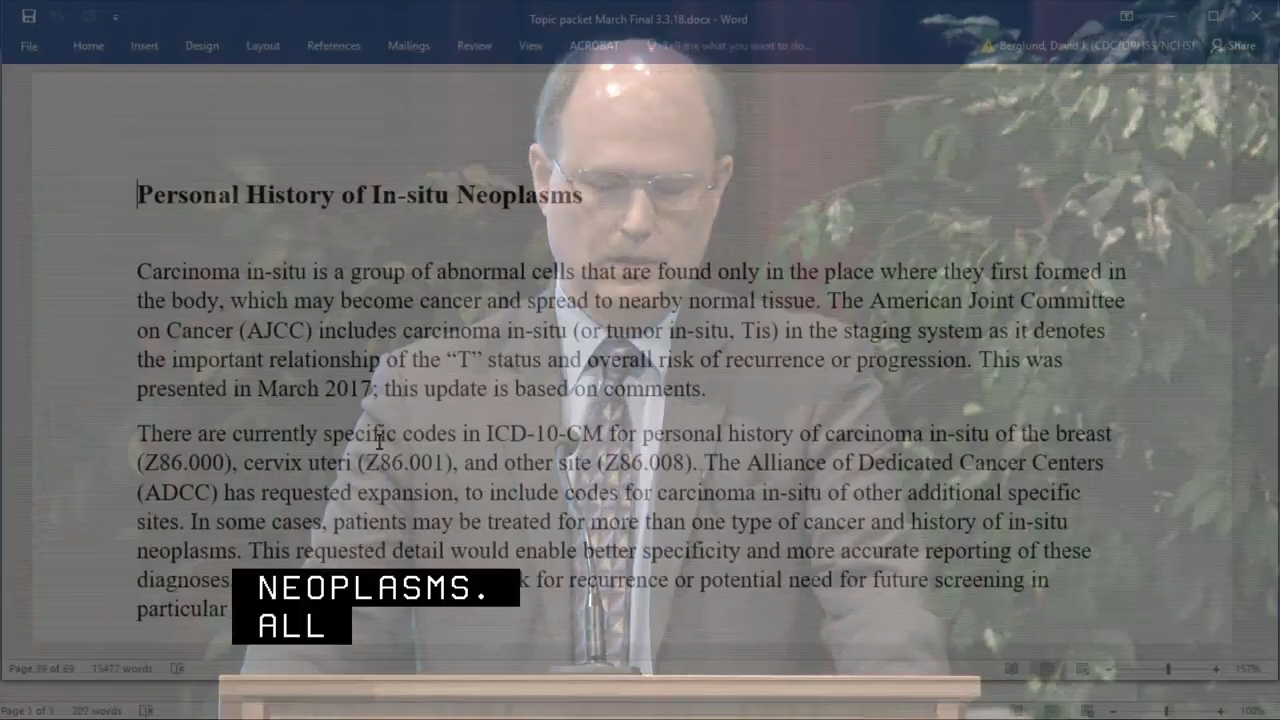 Topic packet March Final 3.3.18.docx - Word
File Home Insert Design Layout References Mailings Review View ACROBAT Tell me what you want to do... Berglund, David J. (CDC/OPHSS/NCHS) Share
Personal History of In-situ Neoplasms
Carcinoma in-situ is a group of abnormal cells that are found only in the place where they first formed in
the body, which may become cancer and spread to nearby normal tissue. The American Joint Committee
on Cancer (AJCC) includes carcinoma in-situ (or tumor in-situ, Tis) in the staging system as it denotes
the important relationship of the “T” status and overall risk of recurrence or progression. This was
presented in March 2017; this update is based on comments.
There are currently specific codes in ICD-10-CM for personal history of carcinoma in-situ of the breast
(Z86.000), cervix uteri (Z86.001), and other site (Z86.008). The Alliance of Dedicated Cancer Centers
(ADCC) has requested expansion, to include codes for carcinoma in-situ of other additional specific
sites. In some cases, patients may be treated for more than one type of cancer and history of in-situ
neoplasms. This requested detail would enable better specificity and more accurate reporting of these
diagnoses. for recurrence or potential need for future screening in
particular
NEOPLASMS.
ALL
Page 39 of 69 15477 words 157%
Page 1 of 1 287 words 100%